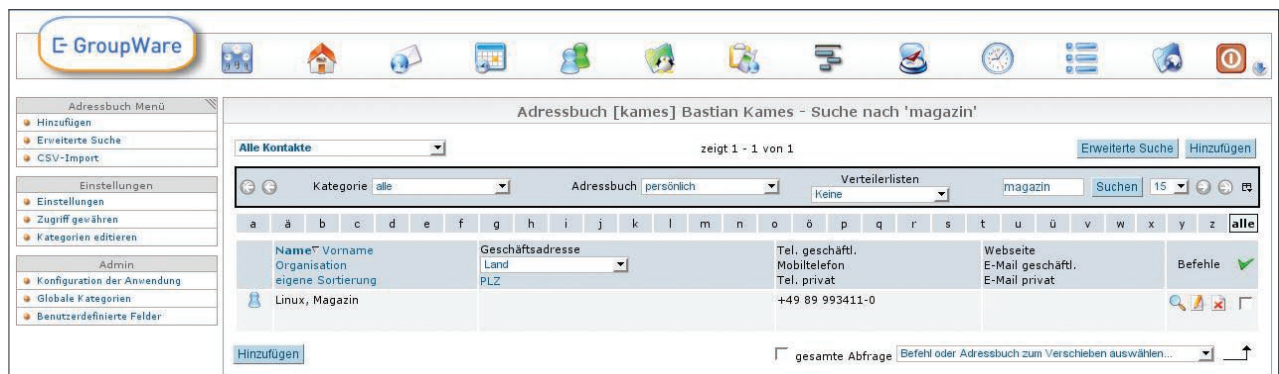 E- GroupWare
Adressbuch Menü
Hinzufügen
Erweiterte Suche
CSV-Import
Einstellungen
Einstellungen
Zugriff gewähren
Kategorien editieren
Admin
Konfiguration der Anwendung
Globale Kategorien
Benutzerdefinierte Felder
Adressbuch [kames] Bastian Kames - Suche nach 'magazin'
Alle Kontakte zeigt 1 - 1 von 1 Erweiterte Suche Hinzufügen
Kategorie alle Adressbuch persönlich Verteilerlisten Keine magazin Suchen 15
a ä b c d e f g h i j k l m n o ö p q r s t u ü v w x y z alle
Name Vorname Geschäftsadresse Tel. geschäftl. Webseite
Organisation Land Mobiltelefon E-Mail geschäftl. Befehle
eigene Sortierung PLZ Tel. privat E-Mail privat
Linux, Magazin +49 89 993411-0
Hinzufügen gesamte Abfrage Befehl oder Adressbuch zum Verschieben auswählen...